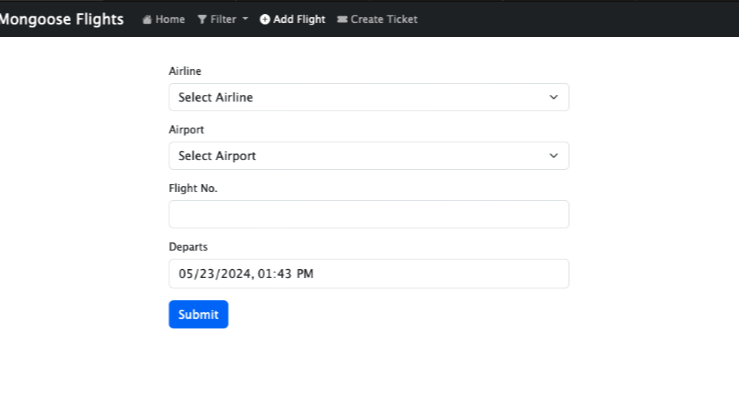 Mongoose Flights Home Filter Add Flight Create Ticket
Airline
Select Airline
Airport
Select Airport
Flight No.
Departs
05/23/2024, 01:43 PM
Submit